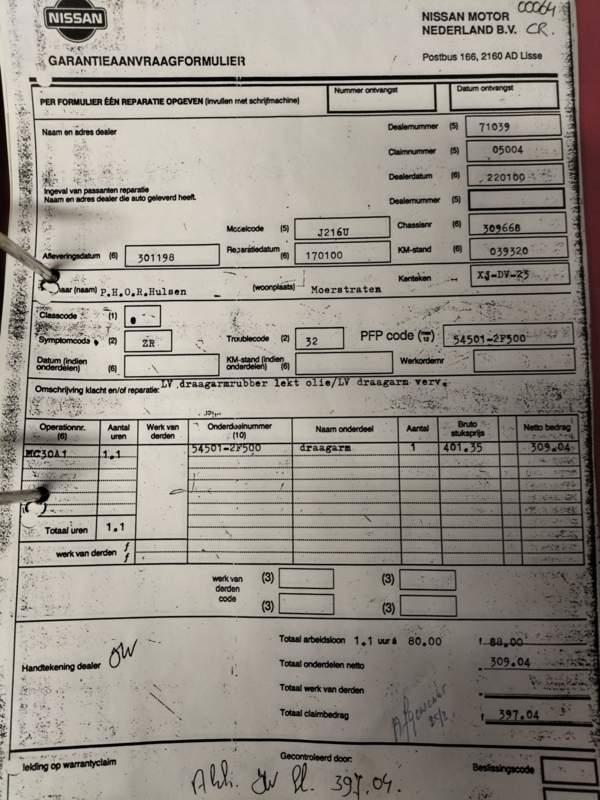 NISSAN
NISSAN MOTOR 00064
NEDERLAND B.V. CR.
GARANTIEAANVRAAGFORMULIER
Postbus 166, 2160 AD Lisse
PER FORMULIER ÉÉN REPARATIE OPGEVEN (invullen met schrijfmachine)
Nummer ontvangst
Datum ontvangst
Naam en adres dealer
Dealernummer (5) 71039
Claimnummer (5) 05004
Dealerdatum (6) 220100
Ingeval van passanten reparatie
Naam en adres dealer die auto geleverd heeft.
Dealernummer (5)
Modelcode (5) J216U
Chassisnr (6) 309668
Afleveringsdatum (6) 301198
Reparatiedatum (6) 170100
KM-stand (6) 039320
Kenteken XJ-DV-23
aar (naam) P.H.O.R.Hulsen (woonplaats) Moerstraten
Classcode (1)
Symptomcode (2) ZR
Troublecode (2) 32
PFP code 54501-2F500
Datum (indien onderdelen) (6)
KM-stand (indien onderdelen) (6)
Werkordernr
Omschrijving klacht en/of reparatie: LV draagarmrubber lekt olie/LV draagarm verv.
Operationnr. (6) Aantal uren Werk van derden Onderdeelnummer (10) Naam onderdeel Aantal Bruto stuksprijs Netto bedrag
MC30A1 1.1 54501-2F500 draagarm 1 401.35 309.04
Totaal uren 1.1
werk van derden f
f
werk van derden code (3) (3)
(3) (3)
Totaal arbeidsloon 1.1 uur á 80.00 f 88.00
Handtekening dealer
Totaal onderdelen netto 309.04
Totaal werk van derden
Totaal claimbedrag f 397.04
25/2
leiding op warrantyclaim
Gecontroleerd door:
Beslissingscode
397.04.